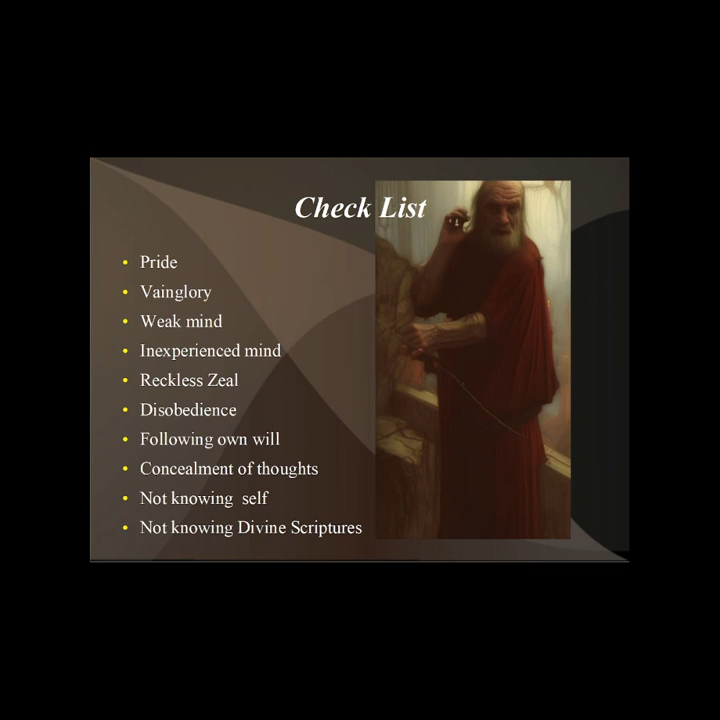 Check List
• Pride
• Vainglory
• Weak mind
• Inexperienced mind
• Reckless Zeal
• Disobedience
• Following own will
• Concealment of thoughts
• Not knowing  self
• Not knowing Divine Scriptures